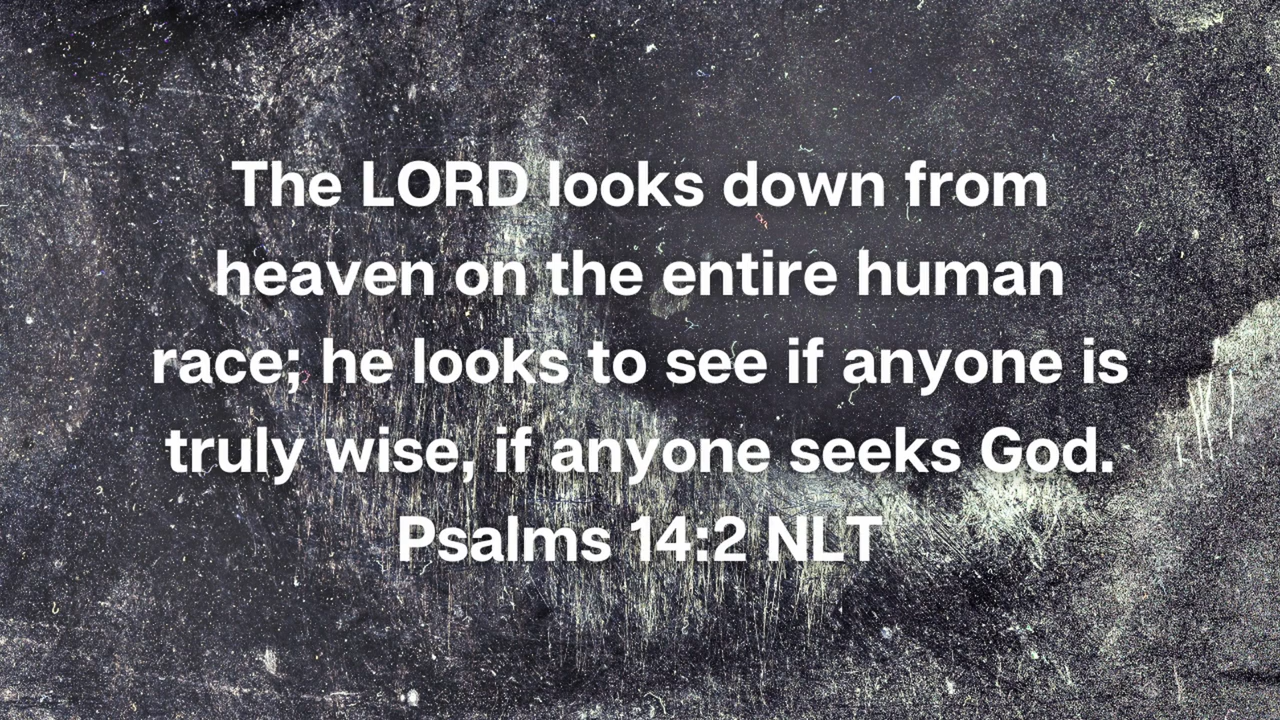 The LORD looks down from
heaven on the entire human
race; he looks to see if anyone is
truly wise, if anyone seeks God.
Psalms 14:2 NLT